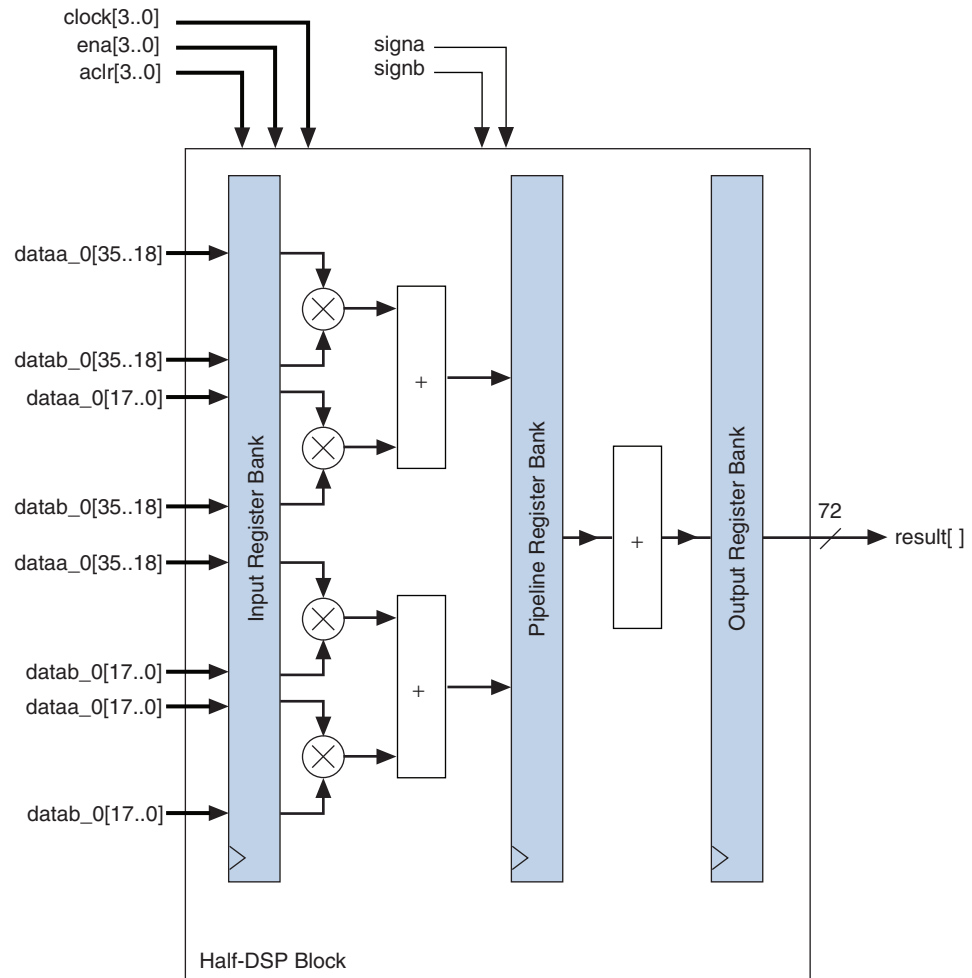 clock[3..0]
ena[3..0]
aclr[3..0]
signa
signb
dataa_0[35..18]
datab_0[35..18]
dataa_0[17..0]
datab_0[35..18]
dataa_0[35..18]
datab_0[17..0]
dataa_0[17..0]
datab_0[17..0]
Input Register Bank
+
+
Pipeline Register Bank
+
Output Register Bank
72
result[ ]
Half-DSP Block